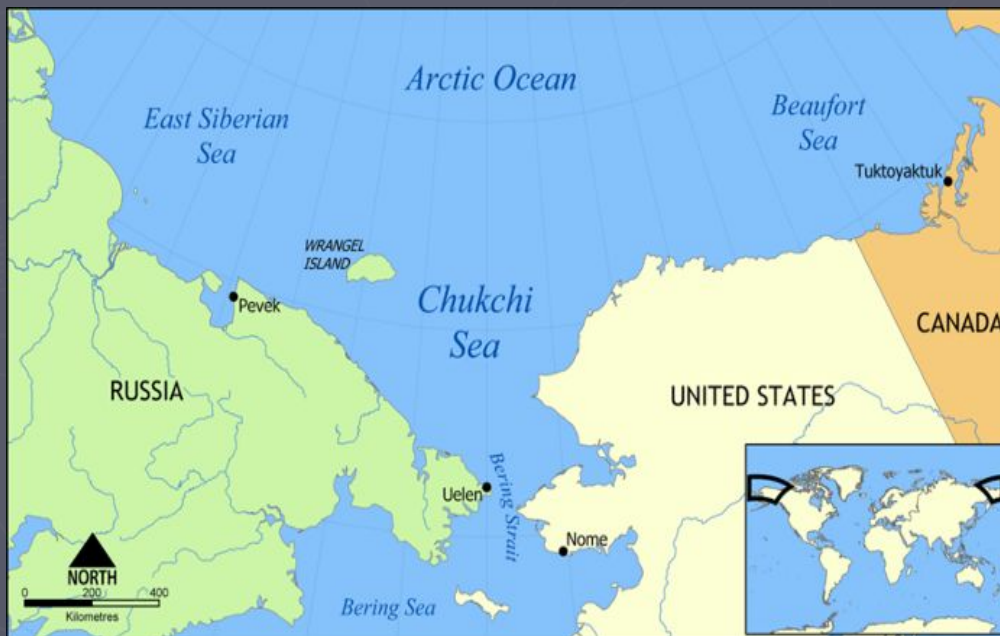 Arctic Ocean
East Siberian
Sea
Beaufort
Sea
Tuktoyaktuk
WRANGEL
ISLAND
Pevek
Chukchi
Sea
CANADA
RUSSIA
UNITED STATES
Uelen
Bering Strait
Nome
NORTH
0 200 400
Kilometres
Bering Sea